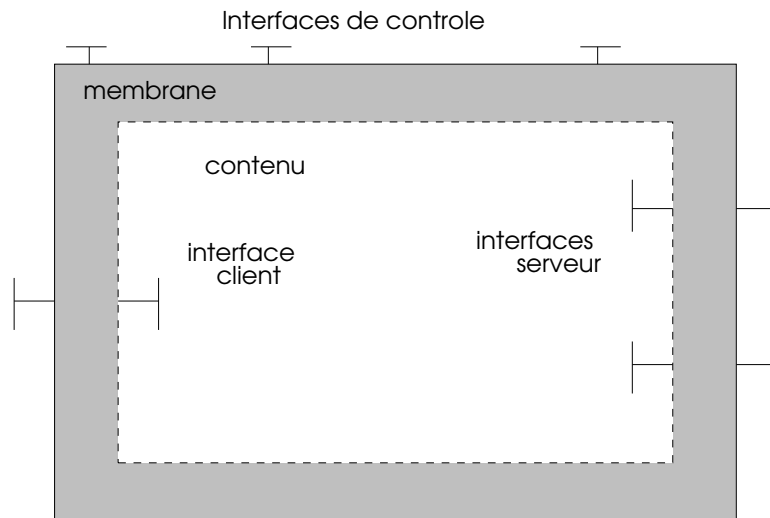 Interfaces de controle
membrane
contenu
interface
client
interfaces
serveur